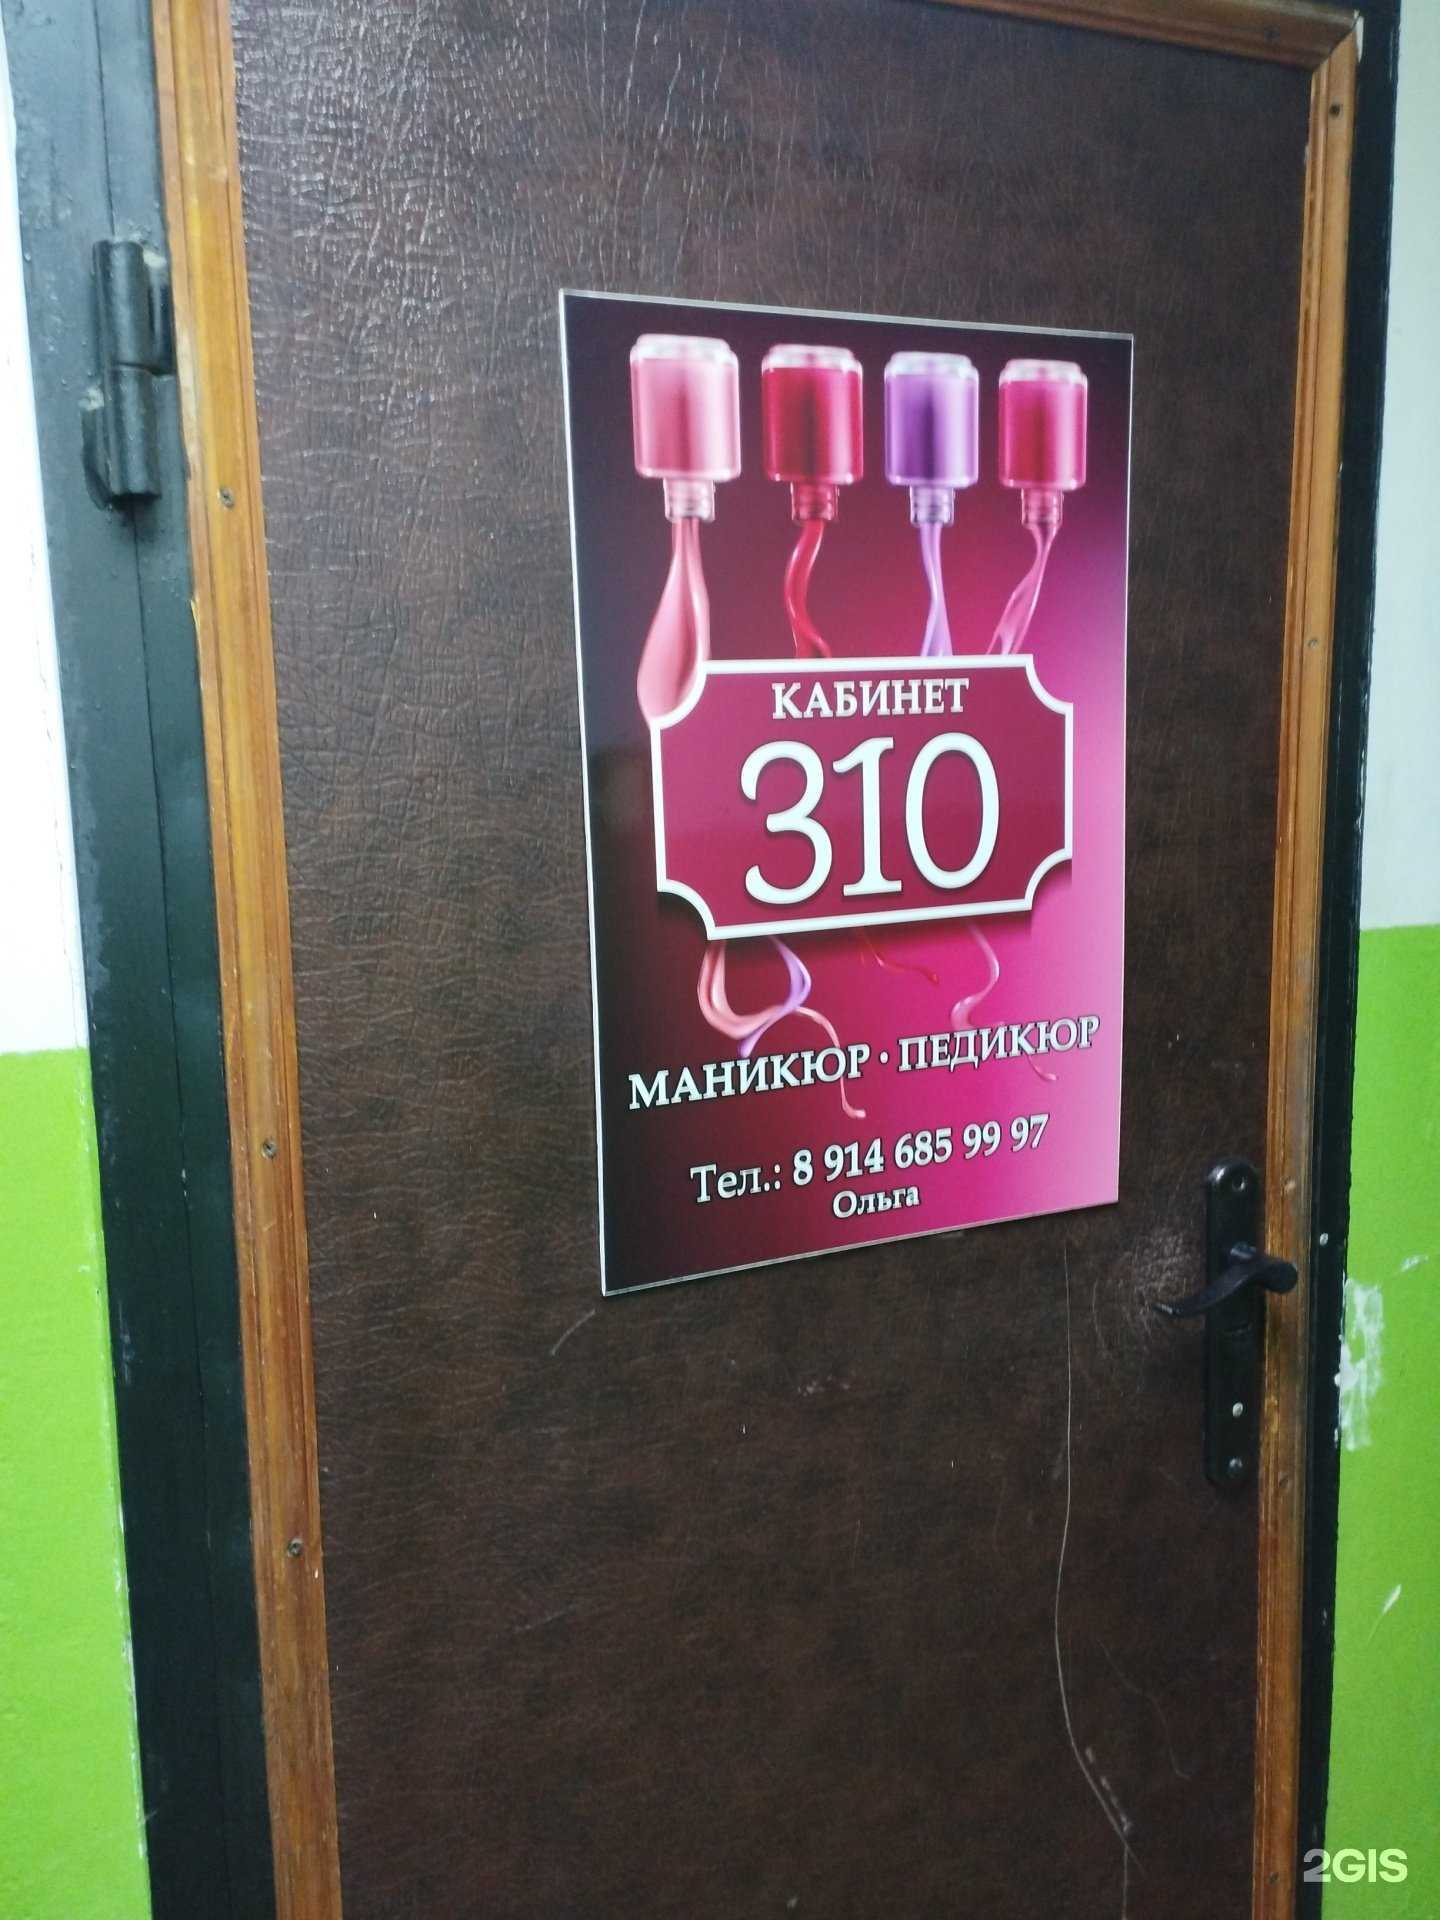 КАБИНЕТ
310
МАНИКЮР • ПЕДИКЮР
Тел.: 8 914 685 99 97
Ольга
2GIS